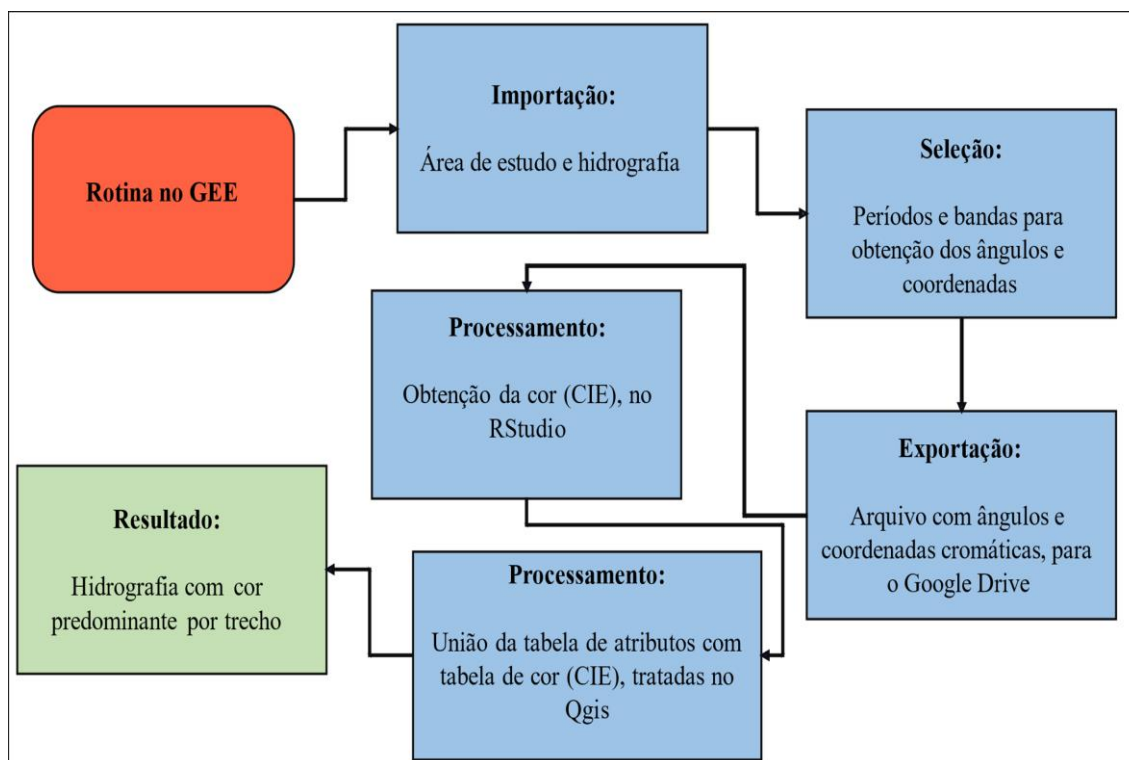 Rotina no GEE
Importação:
Área de estudo e hidrografia
Seleção:
Períodos e bandas para
obtenção dos ângulos e
coordenadas
Exportação:
Arquivo com ângulos e
coordenadas cromáticas, para
o Google Drive
Processamento:
Obtenção da cor (CIE), no
RStudio
Processamento:
União da tabela de atributos com
tabela de cor (CIE), tratadas no
Qgis
Resultado:
Hidrografia com cor
predominante por trecho